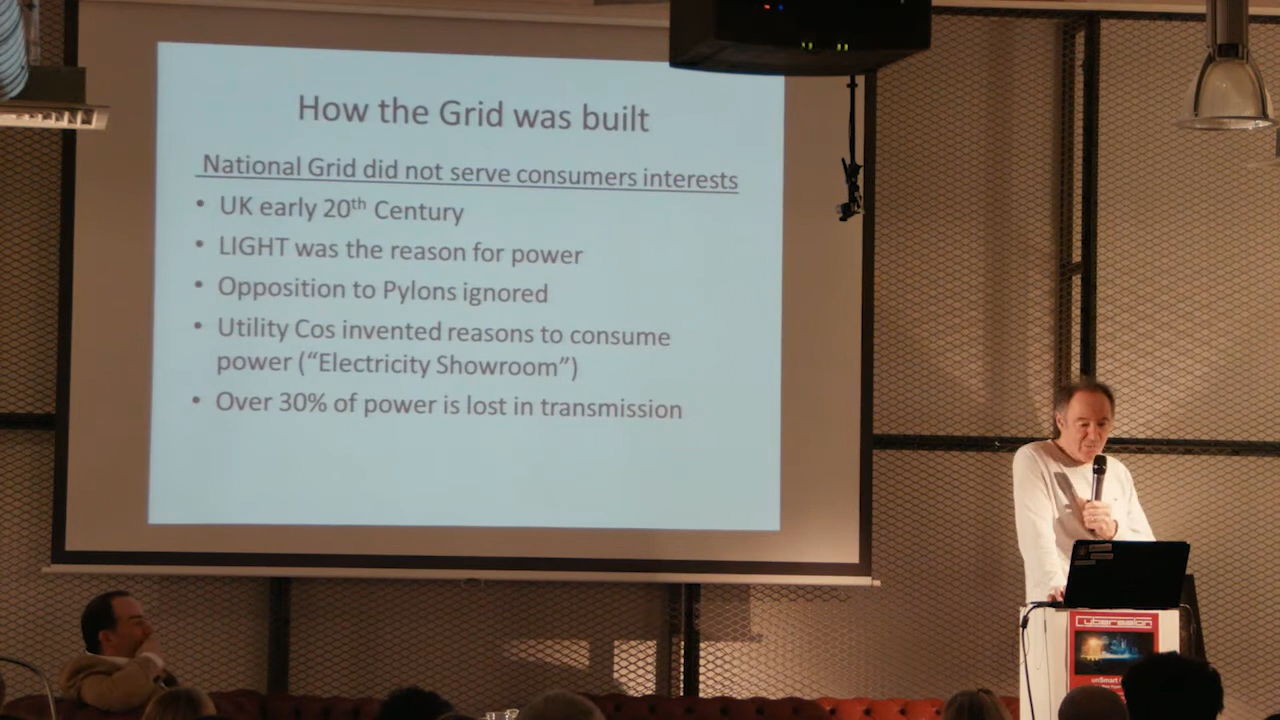 How the Grid was built
National Grid did not serve consumers interests
• UK early 20th Century
• LIGHT was the reason for power
• Opposition to Pylons ignored
• Utility Cos invented reasons to consume
power (“Electricity Showroom”)
• Over 30% of power is lost in transmission
cybersalon
unSmart